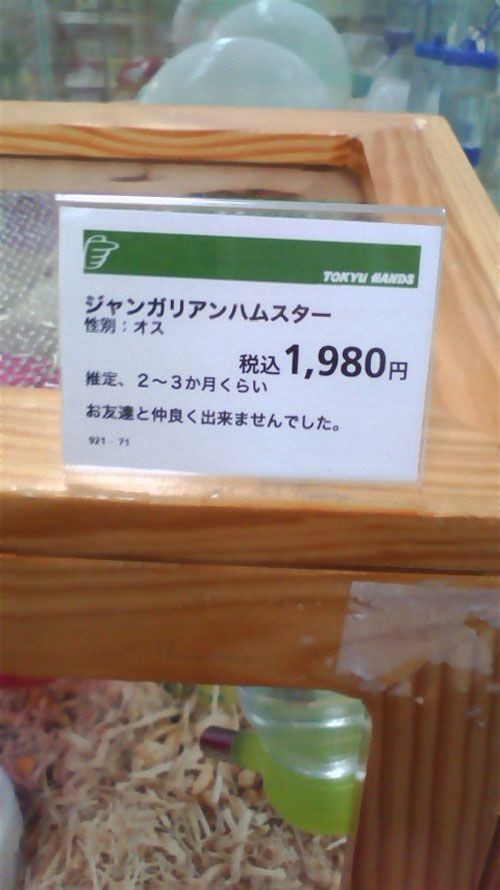 TOKYU HANDS
ジャンガリアンハムスター
性別：オス
税込1,980円
推定、２～３か月くらい
お友達と仲良く出来ませんでした。
921 71